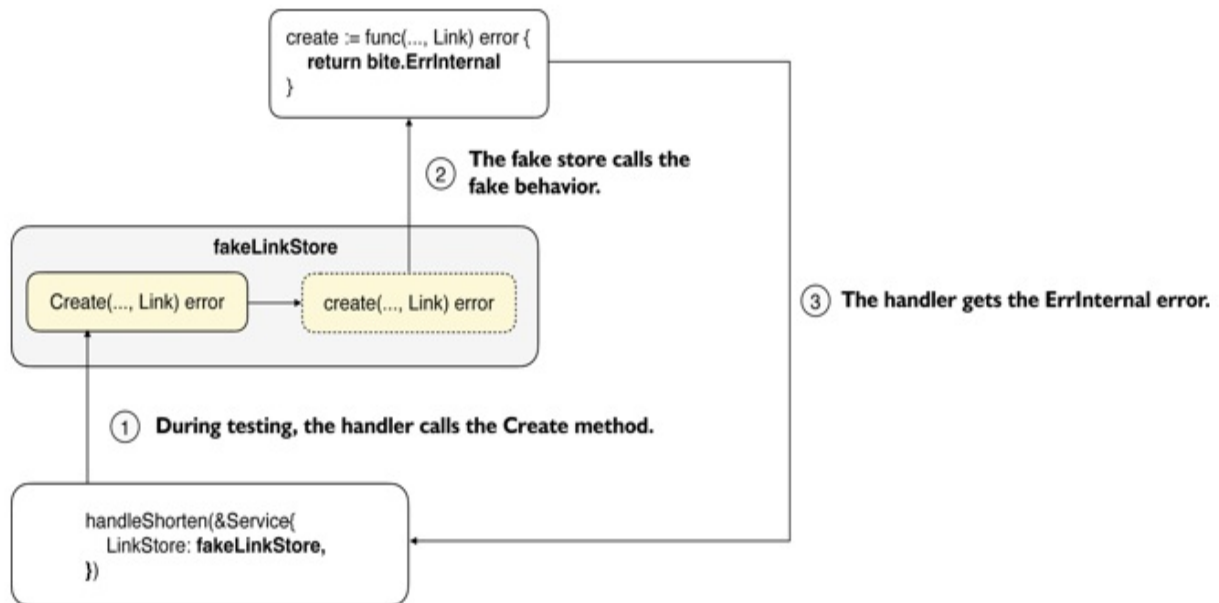 create := func(..., Link) error {
return bite.ErrInternal
}
2
The fake store calls the
fake behavior.
fakeLinkStore
Create(..., Link) error
create(..., Link) error
3
The handler gets the ErrInternal error.
1
During testing, the handler calls the Create method.
handleShorten(&Service{
LinkStore: fakeLinkStore,
})